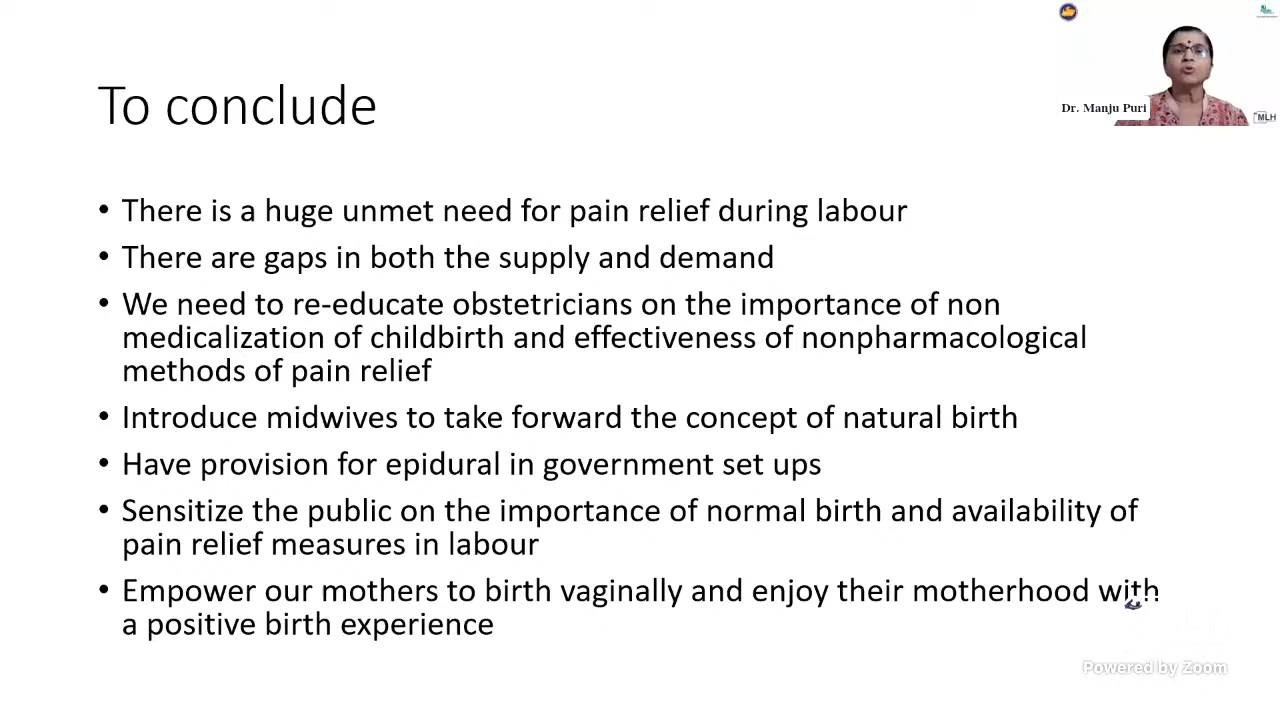 Dr. Manju Puri
MLH
To conclude
• There is a huge unmet need for pain relief during labour
• There are gaps in both the supply and demand
• We need to re-educate obstetricians on the importance of non
medicalization of childbirth and effectiveness of nonpharmacological
methods of pain relief
• Introduce midwives to take forward the concept of natural birth
• Have provision for epidural in government set ups
• Sensitize the public on the importance of normal birth and availability of
pain relief measures in labour
• Empower our mothers to birth vaginally and enjoy their motherhood with
a positive birth experience
Powered by Zoom